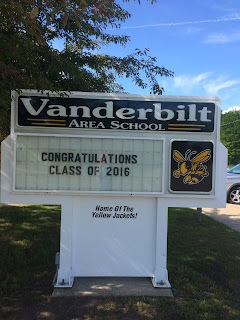 Vanderbilt
AREA SCHOOL
CONGRATULATIONS
CLASS OF 2016
Home Of The
Yellow Jackets!